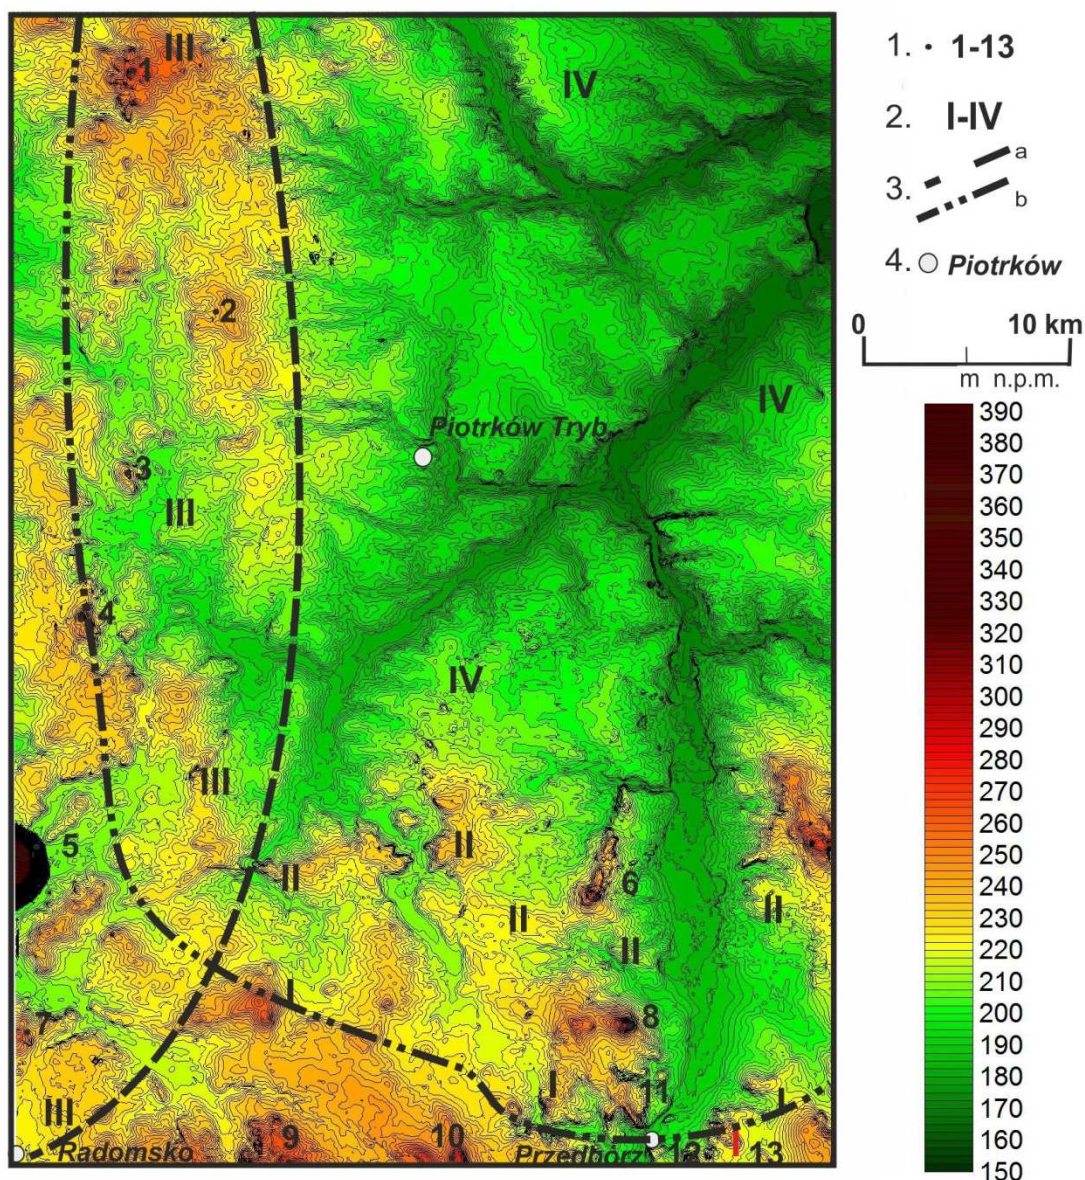 III
1
IV
2
IV
Piotrków Tryb.
3
III
4
IV
III
5
II
II
6
II
II
II
I
7
8
I
11
I
III
Radomsko
9
10
Przedbórz
12
I
13
1. 1-13
2. I-IV
3. a
b
4. Piotrków
0 10 km
m n.p.m.
390
380
370
360
350
340
330
320
310
300
290
280
270
260
250
240
230
220
210
200
190
180
170
160
150